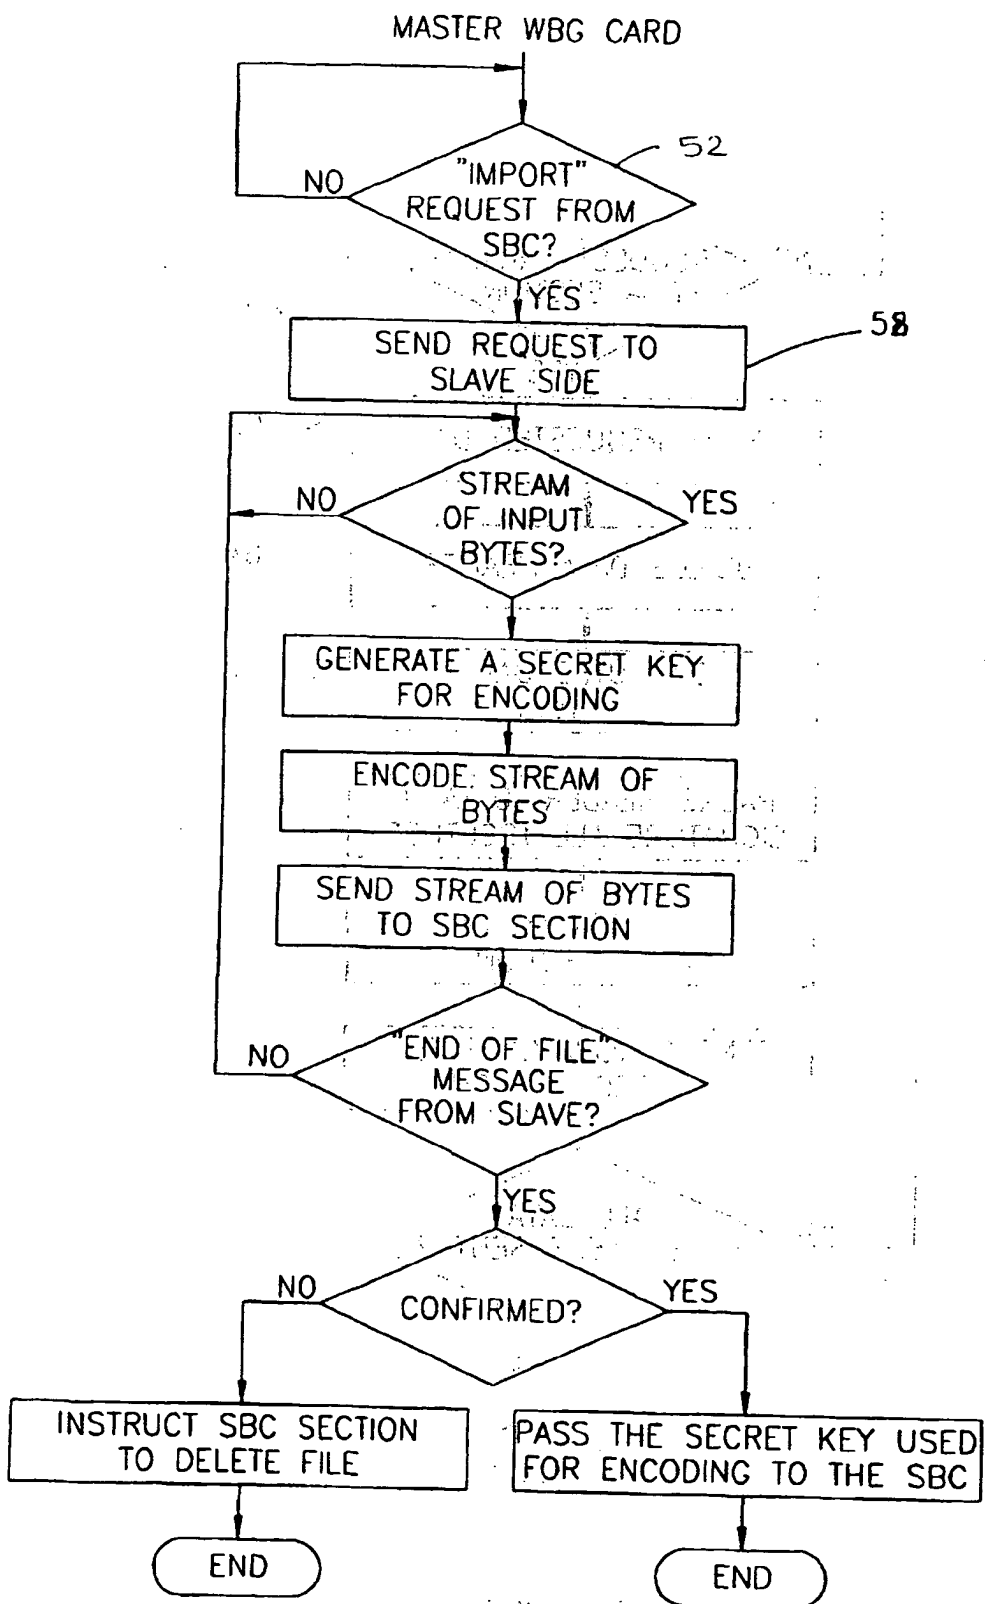 MASTER WBG CARD
52
"IMPORT"
REQUEST FROM
SBC?
NO
YES
58
SEND REQUEST TO
SLAVE SIDE
STREAM
OF INPUT
BYTES?
NO
YES
GENERATE A SECRET KEY
FOR ENCODING
ENCODE STREAM OF
BYTES
SEND STREAM OF BYTES
TO SBC SECTION
"END OF FILE"
MESSAGE
FROM SLAVE?
NO
YES
CONFIRMED?
NO
YES
INSTRUCT SBC SECTION
TO DELETE FILE
PASS THE SECRET KEY USED
FOR ENCODING TO THE SBC
END
END